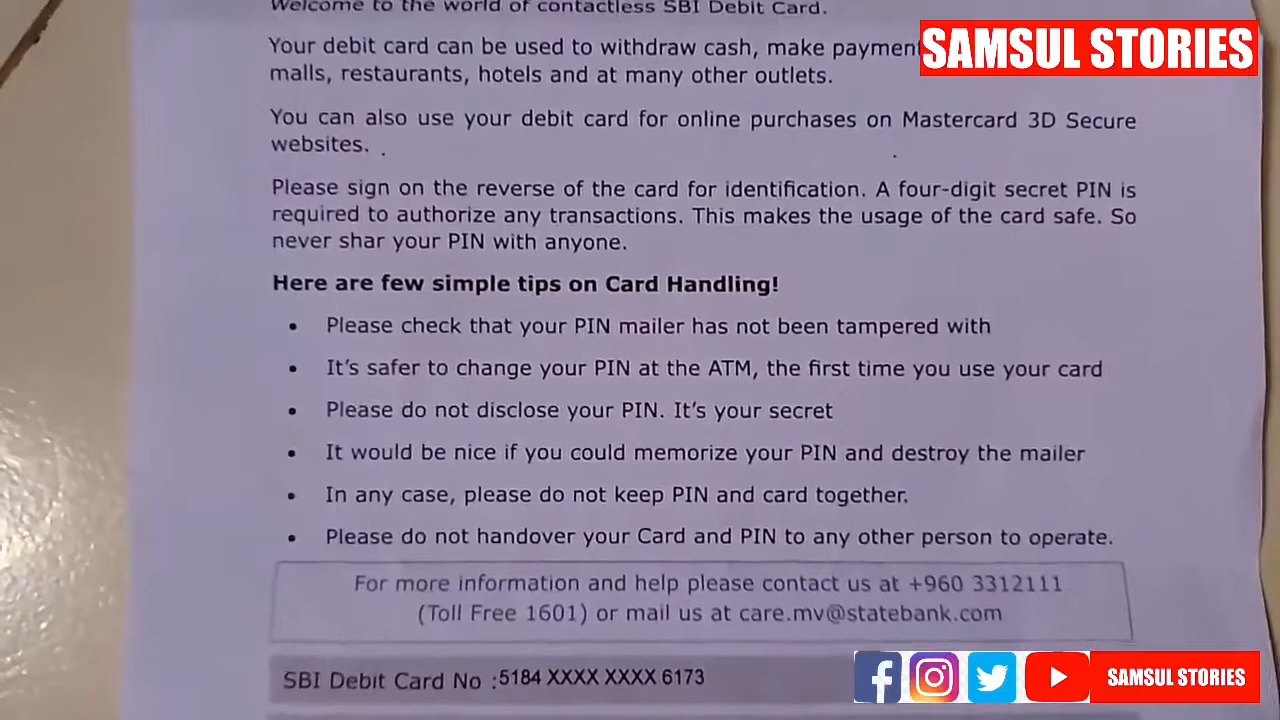 Welcome to the world of contactless SBI Debit Card.
SAMSUL STORIES
Your debit card can be used to withdraw cash, make payment
malls, restaurants, hotels and at many other outlets.
You can also use your debit card for online purchases on Mastercard 3D Secure
websites.
Please sign on the reverse of the card for identification. A four-digit secret PIN is
required to authorize any transactions. This makes the usage of the card safe. So
never shar your PIN with anyone.
Here are few simple tips on Card Handling!
• Please check that your PIN mailer has not been tampered with
• It's safer to change your PIN at the ATM, the first time you use your card
• Please do not disclose your PIN. It's your secret
• It would be nice if you could memorize your PIN and destroy the mailer
• In any case, please do not keep PIN and card together.
• Please do not handover your Card and PIN to any other person to operate.
For more information and help please contact us at +960 3312111
(Toll Free 1601) or mail us at care.mv@statebank.com
SBI Debit Card No :5184 XXXX XXXX 6173
SAMSUL STORIES